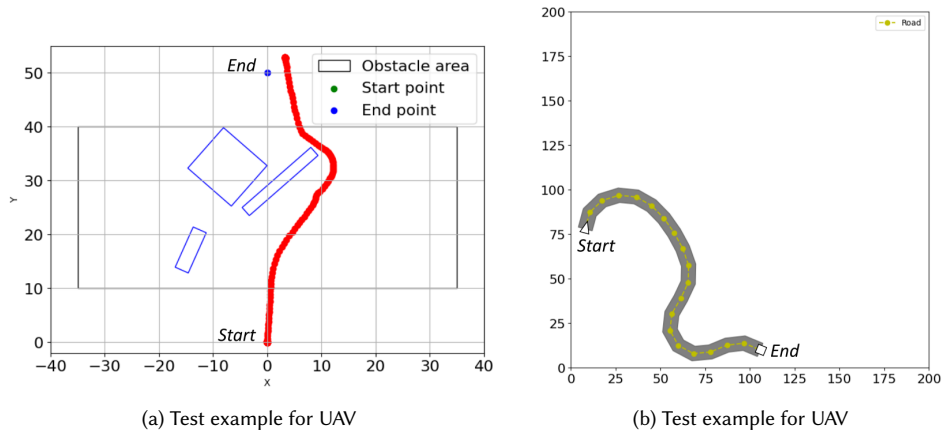 End
Obstacle area
Start point
End point
Start
Y
50
40
30
20
10
0
−40
−30
−20
−10
0
10
20
30
40
X
(a) Test example for UAV
Road
200
175
150
125
100
75
50
25
0
Start
End
0
25
50
75
100
125
150
175
200
(b) Test example for UAV